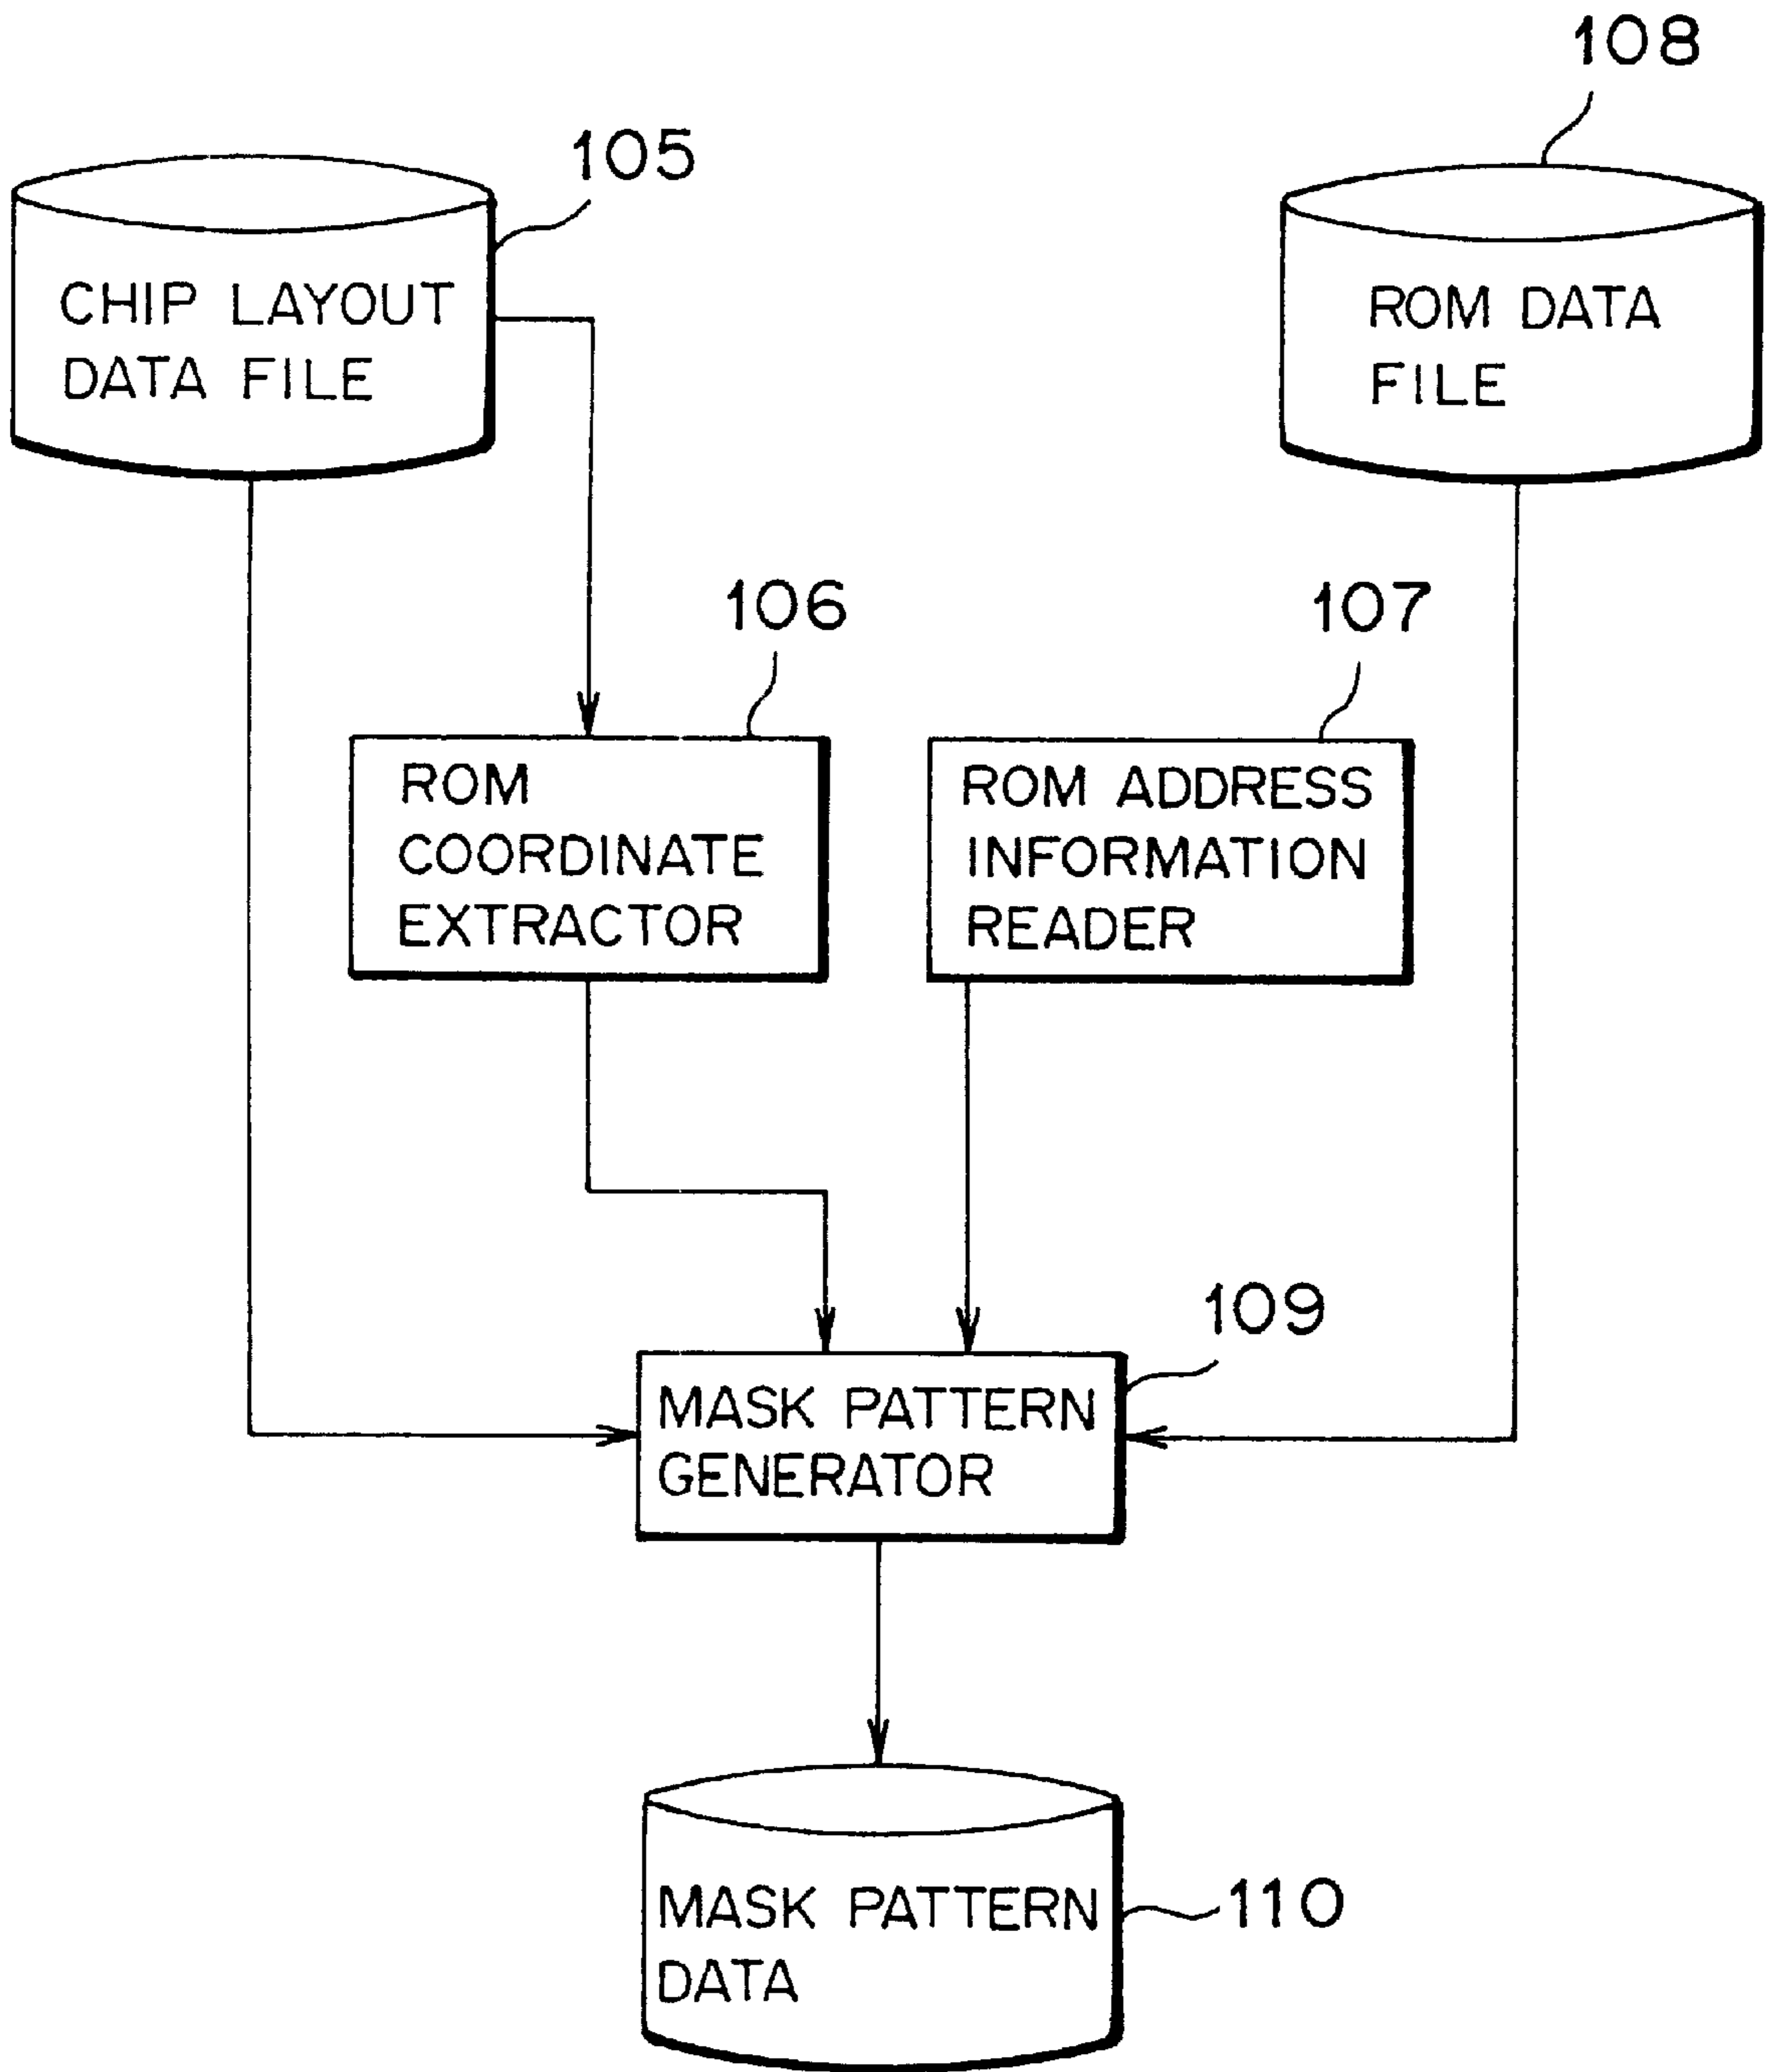 108
105
CHIP LAYOUT
DATA FILE
ROM DATA
FILE
106
107
ROM
COORDINATE
EXTRACTOR
ROM ADDRESS
INFORMATION
READER
109
MASK PATTERN
GENERATOR
MASK PATTERN
DATA
110